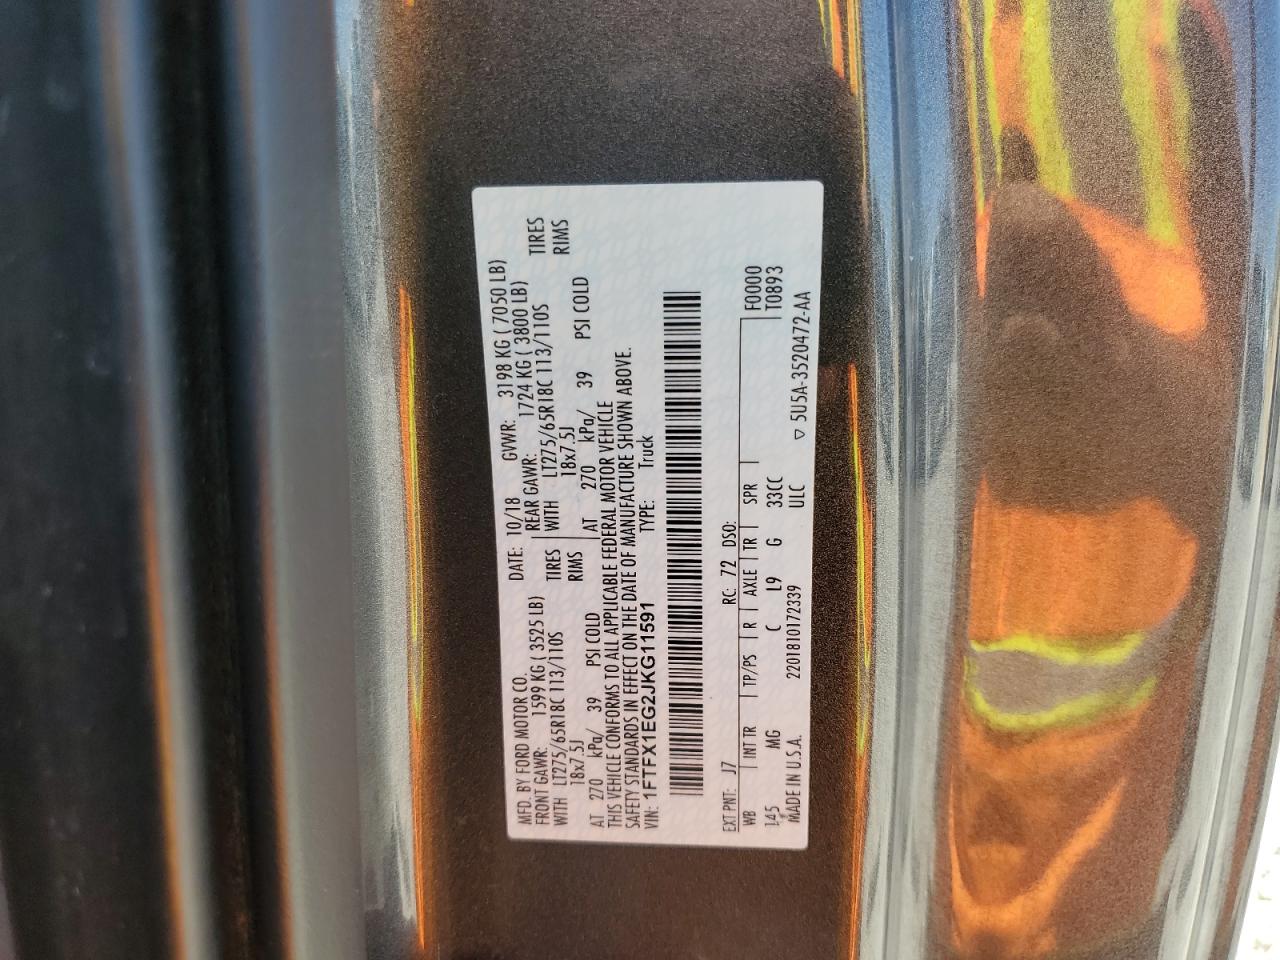 MFD. BY FORD MOTOR CO.
DATE: 10/18 GVWR: 3198 KG ( 7050 LB)
FRONT GAWR: 1599 KG ( 3525 LB) REAR GAWR: 1724 KG ( 3800 LB)
WITH LT275/65R18C 113/110S TIRES WITH LT275/65R18C 113/110S TIRES
18x7.5J RIMS 18x7.5J RIMS
AT 270 kPa/ 39 PSI COLD AT 270 kPa/ 39 PSI COLD
THIS VEHICLE CONFORMS TO ALL APPLICABLE FEDERAL MOTOR VEHICLE
SAFETY STANDARDS IN EFFECT ON THE DATE OF MANUFACTURE SHOWN ABOVE.
VIN: 1FTFX1EG2JKG11591 TYPE: Truck
EXT PNT: J7 RC: 72 DSO: F0000
WB INT TR TP/PS R AXLE TR SPR T0893
145 MG C L9 G 33CC
MADE IN U.S.A. 2201810172339 ULC ▽ 5U5A-3520472-AA